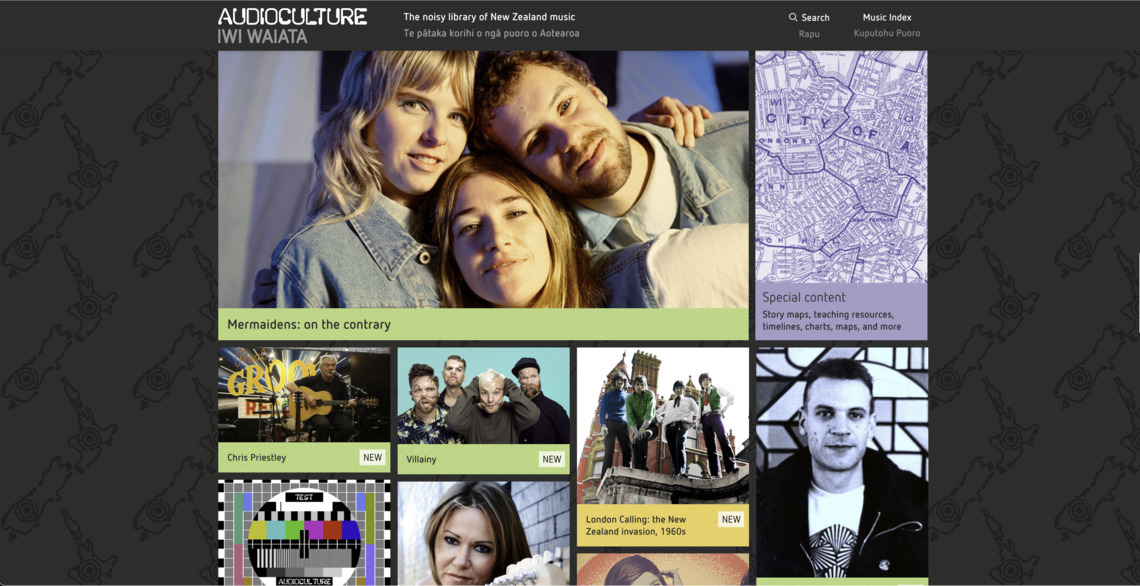 AUDIOCULTURE
IWI WAIATA
The noisy library of New Zealand music
Te pātaka korihi o ngā puoro o Aotearoa
Search
Rapu
Music Index
Kuputohu Puoro
CITY OF
Mermaidens: on the contrary
Special content
Story maps, teaching resources,
timelines, charts, maps, and more
Chris Priestley
NEW
Villainy
NEW
London Calling: the New
Zealand invasion, 1960s
NEW
TEST
AUDIOCULTURE